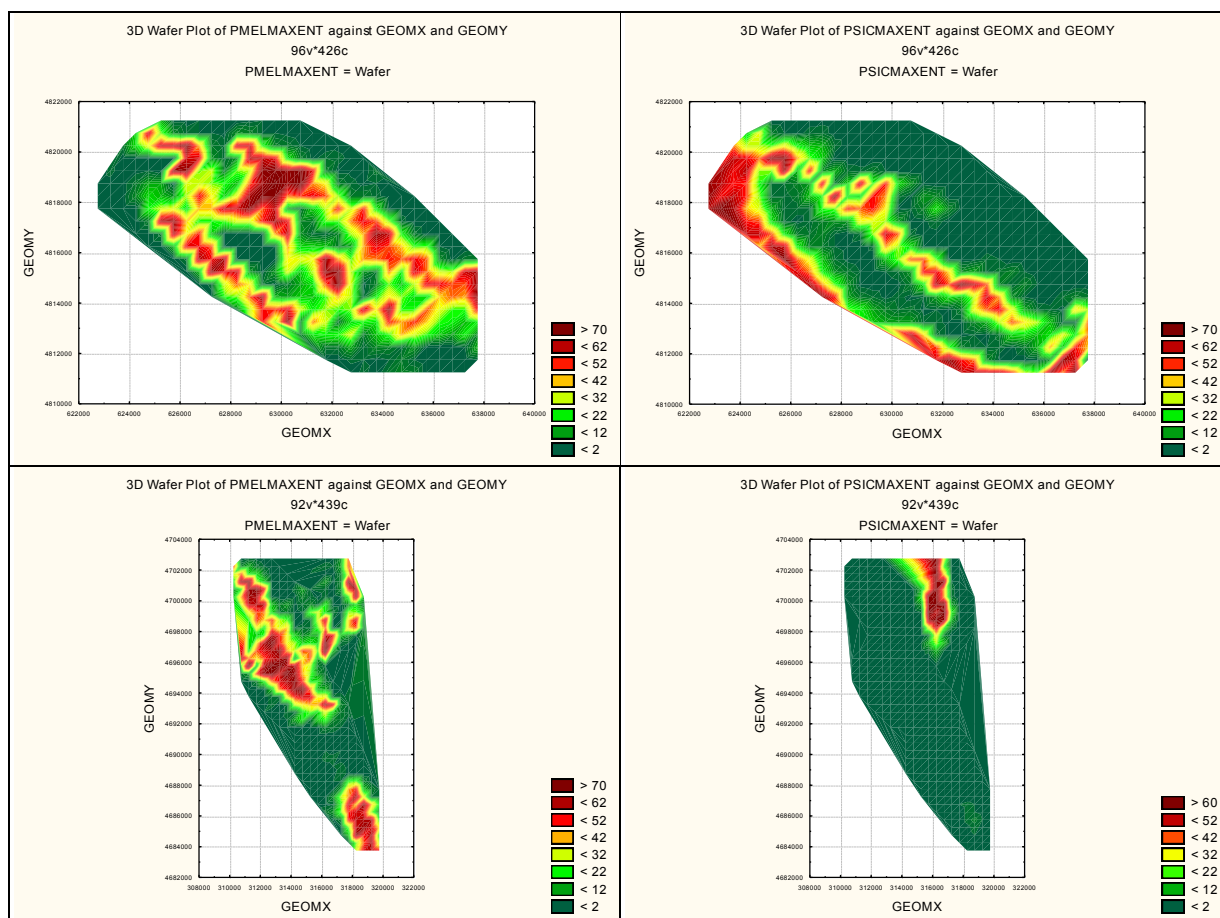 3D Wafer Plot of PMELMAXENT against GEOMX and GEOMY
96v*426c
PMELMAXENT = Wafer
4822000
4820000
4818000
4816000
4814000
4812000
4810000
GEOMY
622000 624000 626000 628000 630000 632000 634000 636000 638000 640000
GEOMX
> 70
< 62
< 52
< 42
< 32
< 22
< 12
< 2
3D Wafer Plot of PSICMAXENT against GEOMX and GEOMY
96v*426c
PSICMAXENT = Wafer
4822000
4820000
4818000
4816000
4814000
4812000
4810000
GEOMY
622000 624000 626000 628000 630000 632000 634000 636000 638000 640000
GEOMX
> 70
< 62
< 52
< 42
< 32
< 22
< 12
< 2
3D Wafer Plot of PMELMAXENT against GEOMX and GEOMY
92v*439c
PMELMAXENT = Wafer
4704000
4702000
4700000
4698000
4696000
4694000
4692000
4690000
4688000
4686000
4684000
4682000
GEOMY
308000 310000 312000 314000 316000 318000 320000 322000
GEOMX
> 70
< 62
< 52
< 42
< 32
< 22
< 12
< 2
3D Wafer Plot of PSICMAXENT against GEOMX and GEOMY
92v*439c
PSICMAXENT = Wafer
4704000
4702000
4700000
4698000
4696000
4694000
4692000
4690000
4688000
4686000
4684000
4682000
GEOMY
308000 310000 312000 314000 316000 318000 320000 322000
GEOMX
> 60
< 52
< 42
< 32
< 22
< 12
< 2